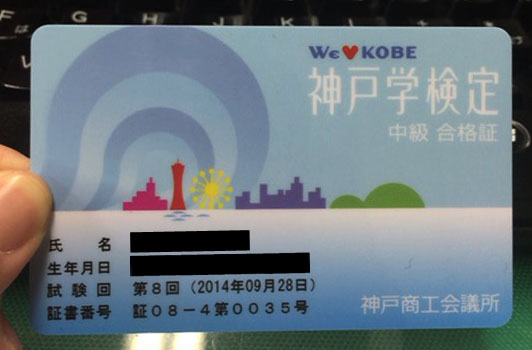 We♥KOBE
神戸学検定
中級 合格証
氏 名
生年月日
試験回 第8回（2014年09月28日）
証書番号 証08－4第0035号
神戸商工会議所